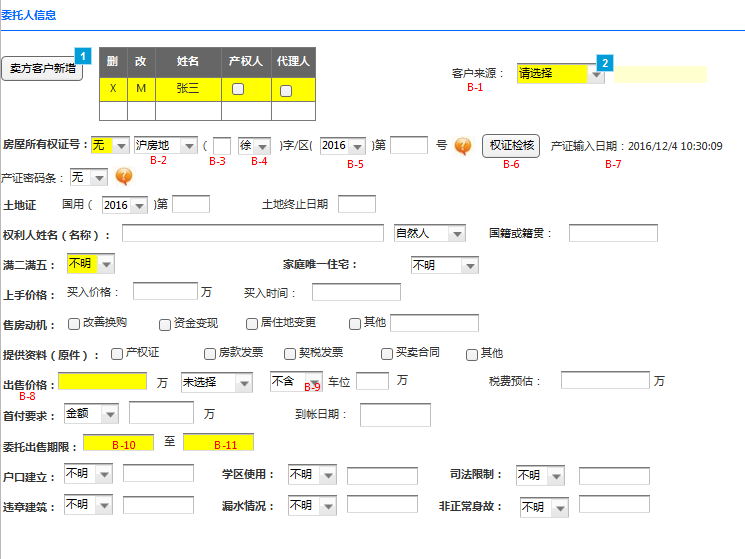 委托人信息
卖方客户新增 1
删 改 姓名 产权人 代理人
X M 张三
客户来源： 请选择 2
B-1
房屋所有权证号： 无 沪房地 ( 徐 )字/区( 2016 )第 号 ? 权证检核 产证输入日期：2016/12/4 10:30:09
B-2 B-3 B-4 B-5 B-6 B-7
产证密码条： 无 ?
土地证 国用 ( 2016 )第 土地终止日期
权利人姓名（名称）： 自然人 国籍或籍贯：
满二满五： 不明 家庭唯一住宅： 不明
上手价格： 买入价格： 万 买入时间：
售房动机： 改善换购 资金变现 居住地变更 其他
提供资料（原件）： 产权证 房款发票 契税发票 买卖合同 其他
出售价格： 万 未选择 不含 车位 万 税费预估： 万
B-8 B-9
首付要求： 金额 万 到帐日期：
委托出售期限： B-10 至 B-11
户口建立： 不明 学区使用： 不明 司法限制： 不明
违章建筑： 不明 漏水情况： 不明 非正常身故： 不明